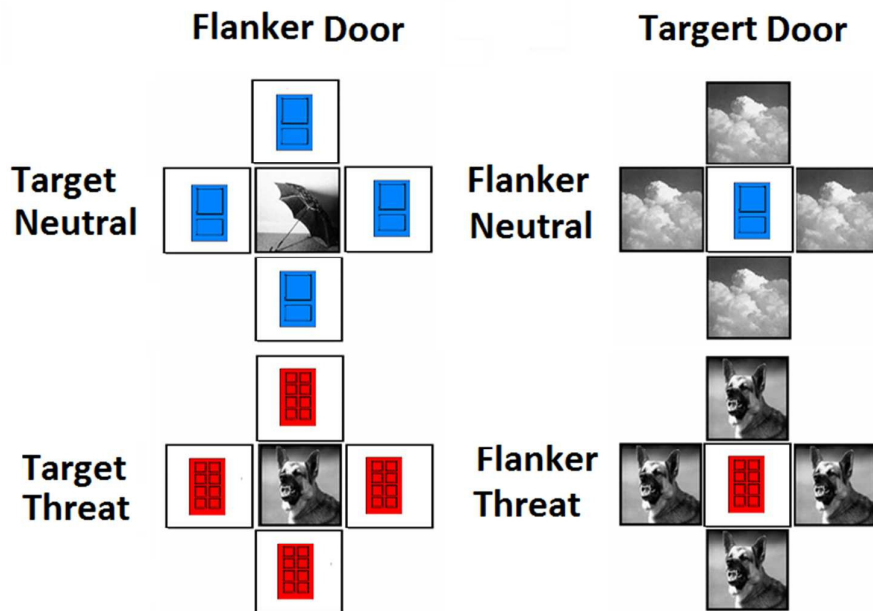 Flanker Door
Targert Door
Target
Neutral
Flanker
Neutral
Target
Threat
Flanker
Threat